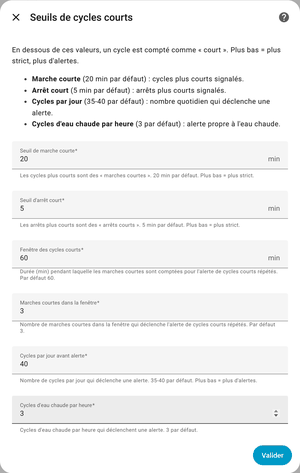 Seuils de cycles courts
En dessous de ces valeurs, un cycle est compté comme « court ». Plus bas = plus
strict, plus d'alertes.
• Marche courte (20 min par défaut) : cycles plus courts signalés.
• Arrêt court (5 min par défaut) : arrêts plus courts signalés.
• Cycles par jour (35-40 par défaut) : nombre quotidien qui déclenche une
alerte.
• Cycles d'eau chaude par heure (3 par défaut) : alerte propre à l'eau chaude.
Seuil de marche courte*
20 min
Les cycles plus courts sont des « marches courtes ». 20 min par défaut. Plus bas = plus strict.
Seuil d'arrêt court*
5 min
Les arrêts plus courts sont des « arrêts courts ». 5 min par défaut. Plus bas = plus strict.
Fenêtre des cycles courts*
60 min
Durée (min) pendant laquelle les marches courtes sont comptées pour l'alerte de cycles courts répétés.
Par défaut 60.
Marches courtes dans la fenêtre*
3
Nombre de marches courtes dans la fenêtre qui déclenche l'alerte de cycles courts répétés. Par défaut
3.
Cycles par jour avant alerte*
40
Nombre de cycles par jour qui déclenche une alerte. 35-40 par défaut. Plus bas = plus d'alertes.
Cycles d'eau chaude par heure*
3
Cycles d'eau chaude par heure qui déclenchent une alerte. 3 par défaut.
Valider